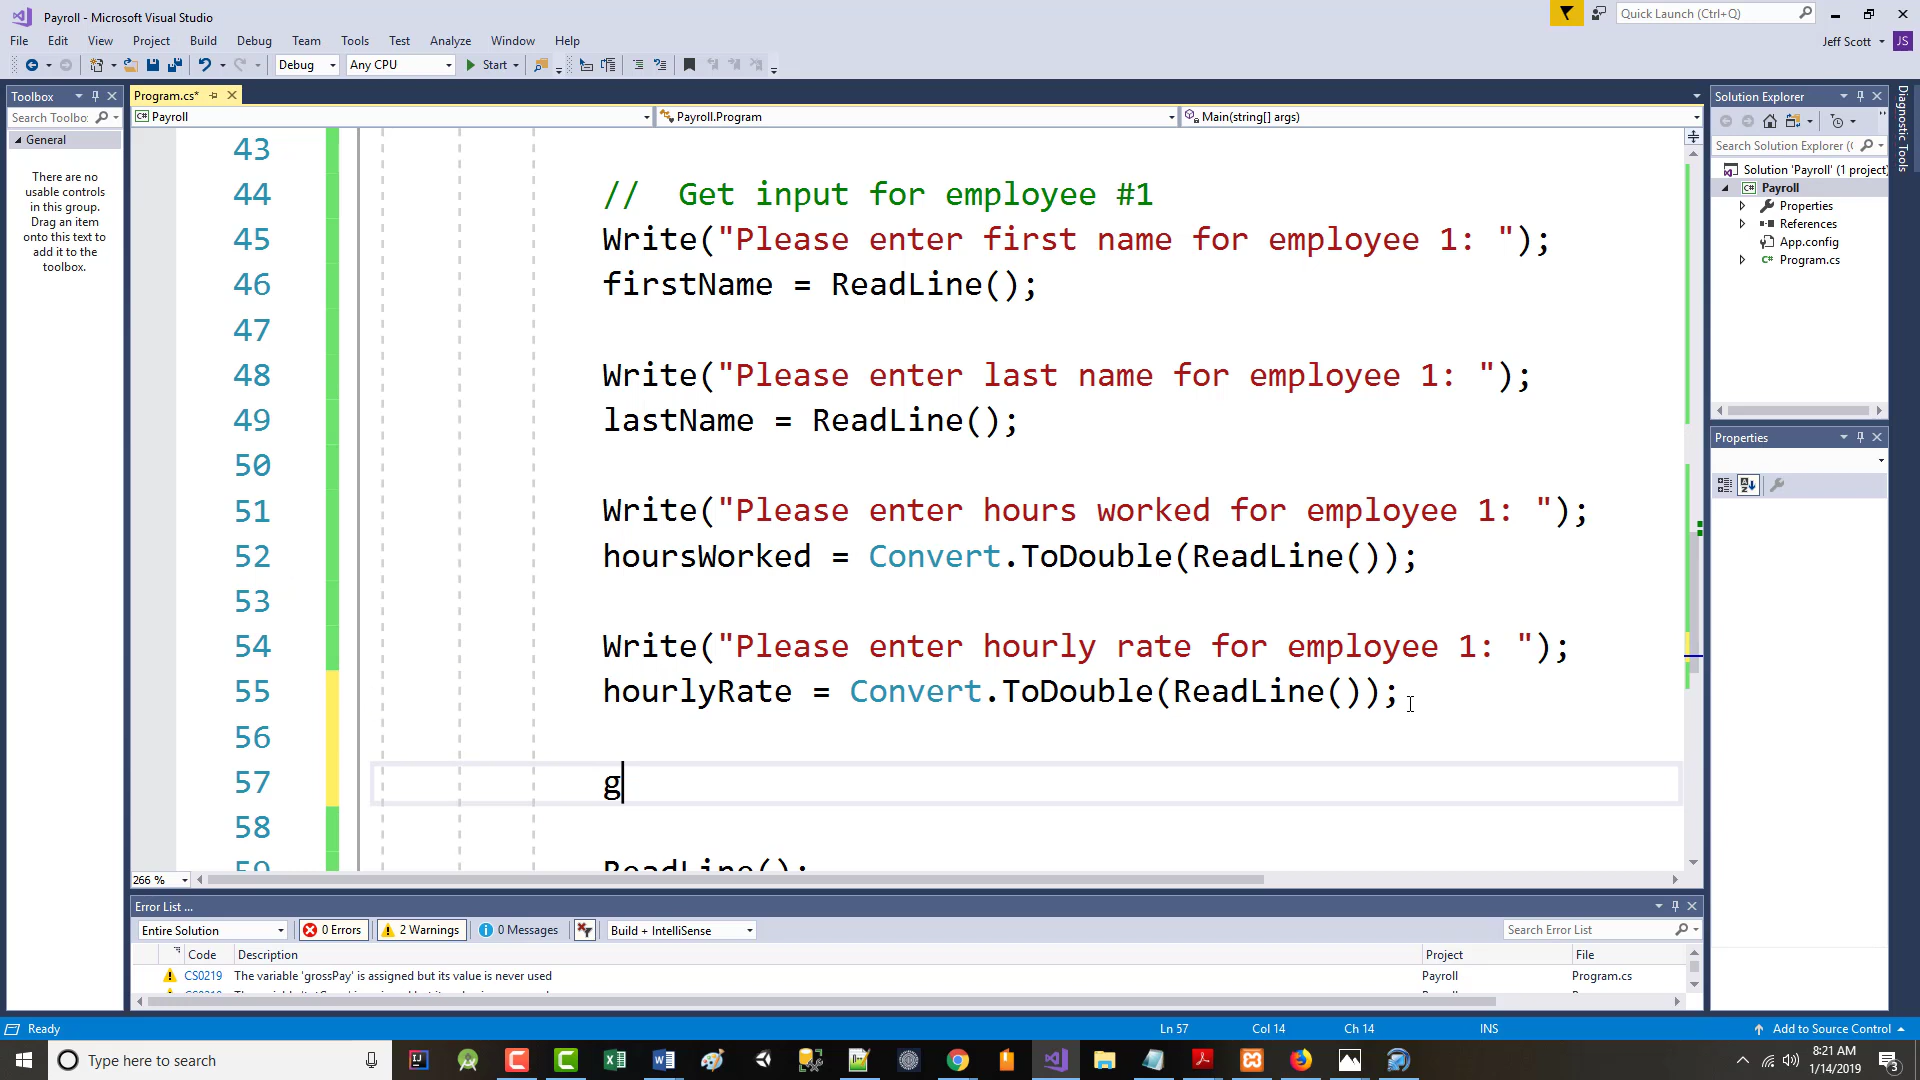 Payroll - Microsoft Visual Studio
Quick Launch (Ctrl+Q)
File Edit View Project Build Debug Team Tools Test Analyze Window Help
Jeff Scott JS
Debug Any CPU Start
Toolbox
Program.cs*
Solution Explorer
Diagnostic Tools
Search Toolbo
Payroll Payroll.Program Main(string[] args)
General
Search Solution Explorer (
There are no
usable controls
in this group.
Drag an item
onto this text to
add it to the
toolbox.
Solution 'Payroll' (1 project)
Payroll
Properties
References
App.config
Program.cs
43
44 // Get input for employee #1
45 Write("Please enter first name for employee 1: ");
46 firstName = ReadLine();
47
48 Write("Please enter last name for employee 1: ");
49 lastName = ReadLine();
50
51 Write("Please enter hours worked for employee 1: ");
52 hoursWorked = Convert.ToDouble(ReadLine());
53
54 Write("Please enter hourly rate for employee 1: ");
55 hourlyRate = Convert.ToDouble(ReadLine());
56
57 g
58
59 ReadLine();
Properties
266 %
Error List ...
Entire Solution 0 Errors 2 Warnings 0 Messages Build + IntelliSense Search Error List
Code Description Project File
CS0219 The variable 'grossPay' is assigned but its value is never used Payroll Program.cs
Ready Ln 57 Col 14 Ch 14 INS Add to Source Control
Type here to search
8:21 AM
1/14/2019
3